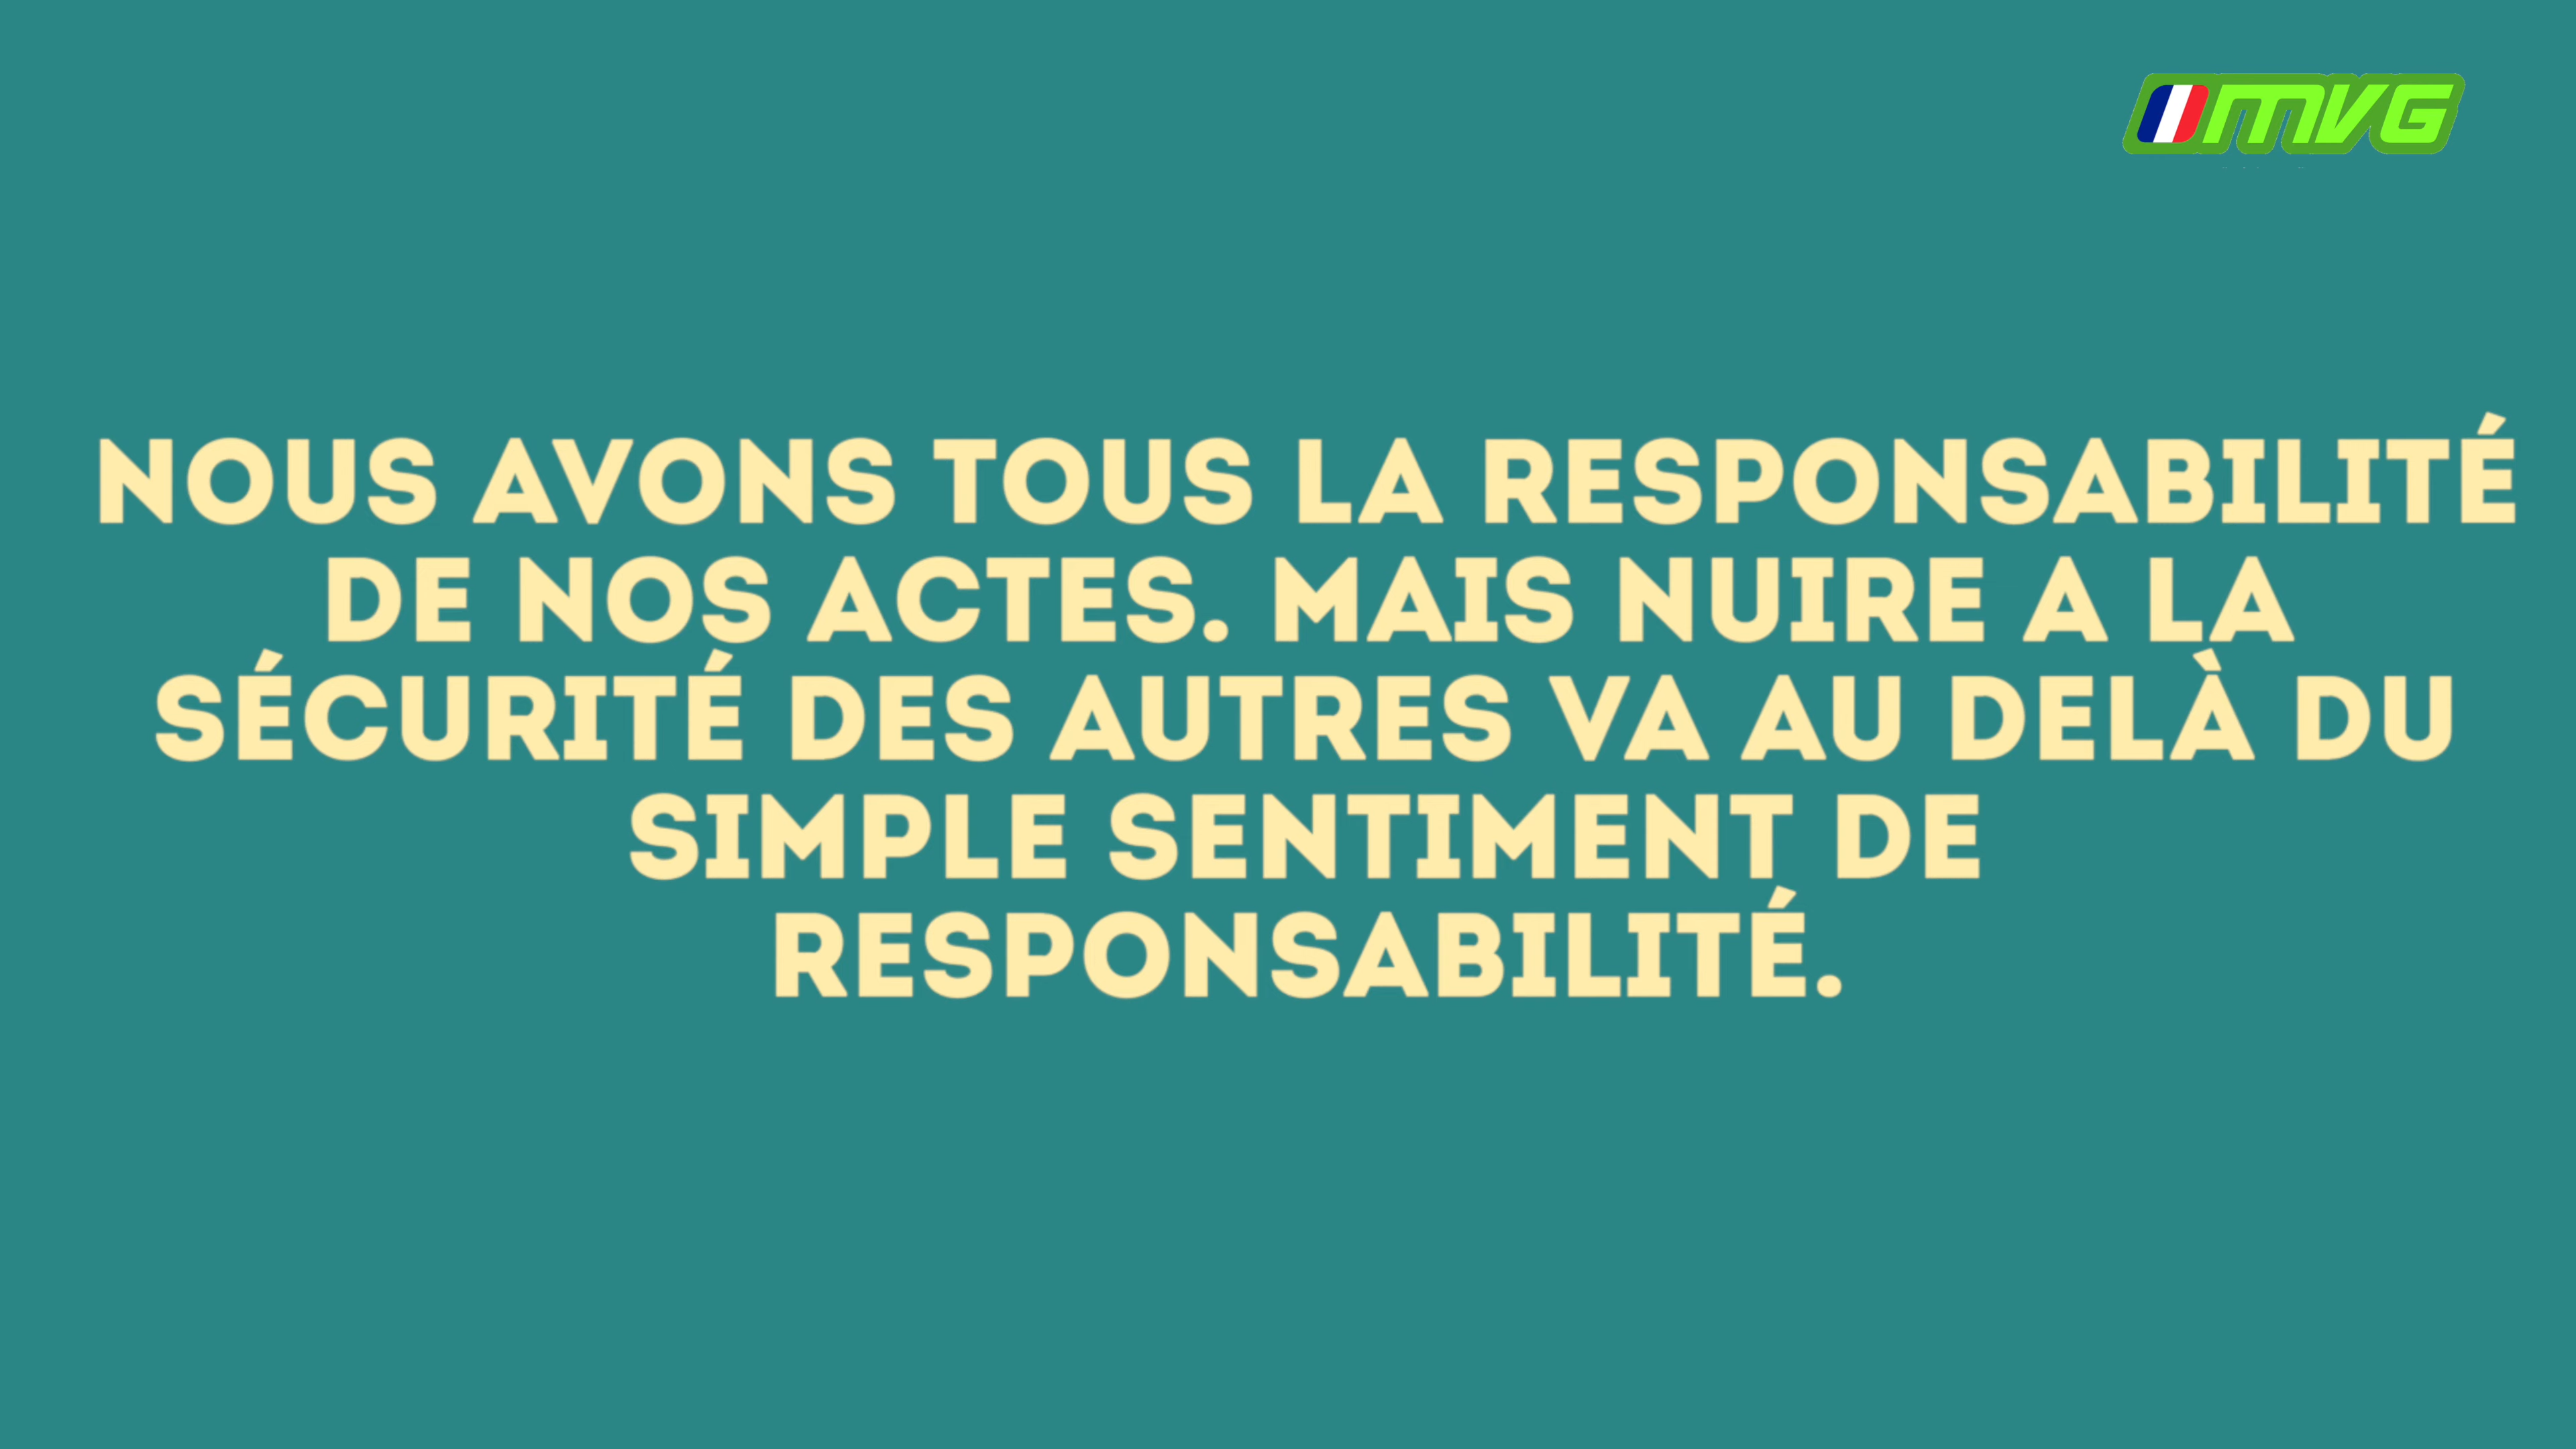 MVG
NOUS AVONS TOUS LA RESPONSABILITÉ
DE NOS ACTES. MAIS NUIRE A LA
SÉCURITÉ DES AUTRES VA AU DELÀ DU
SIMPLE SENTIMENT DE
RESPONSABILITÉ.